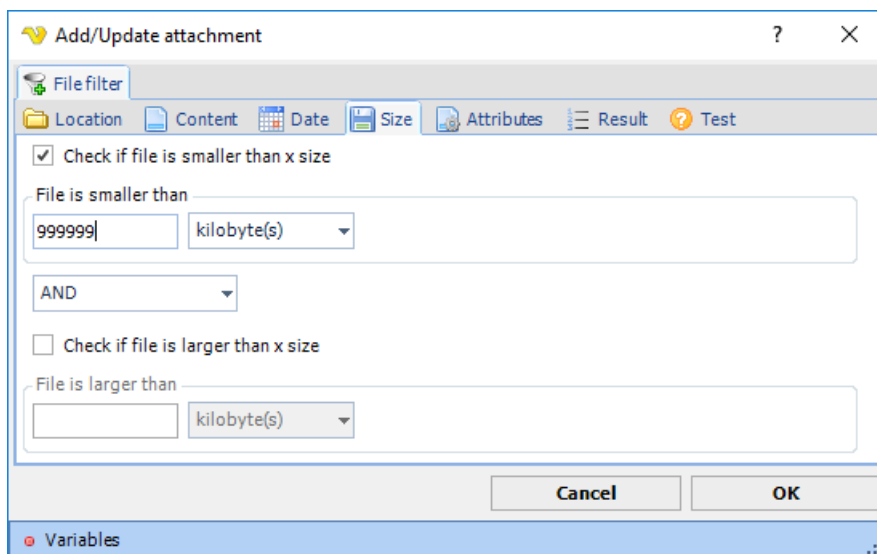 Add/Update attachment ?
File filter
Location Content Date Size Attributes Result Test
Check if file is smaller than x size
File is smaller than
999999 kilobyte(s)
AND
Check if file is larger than x size
File is larger than
kilobyte(s)
Cancel OK
Variables